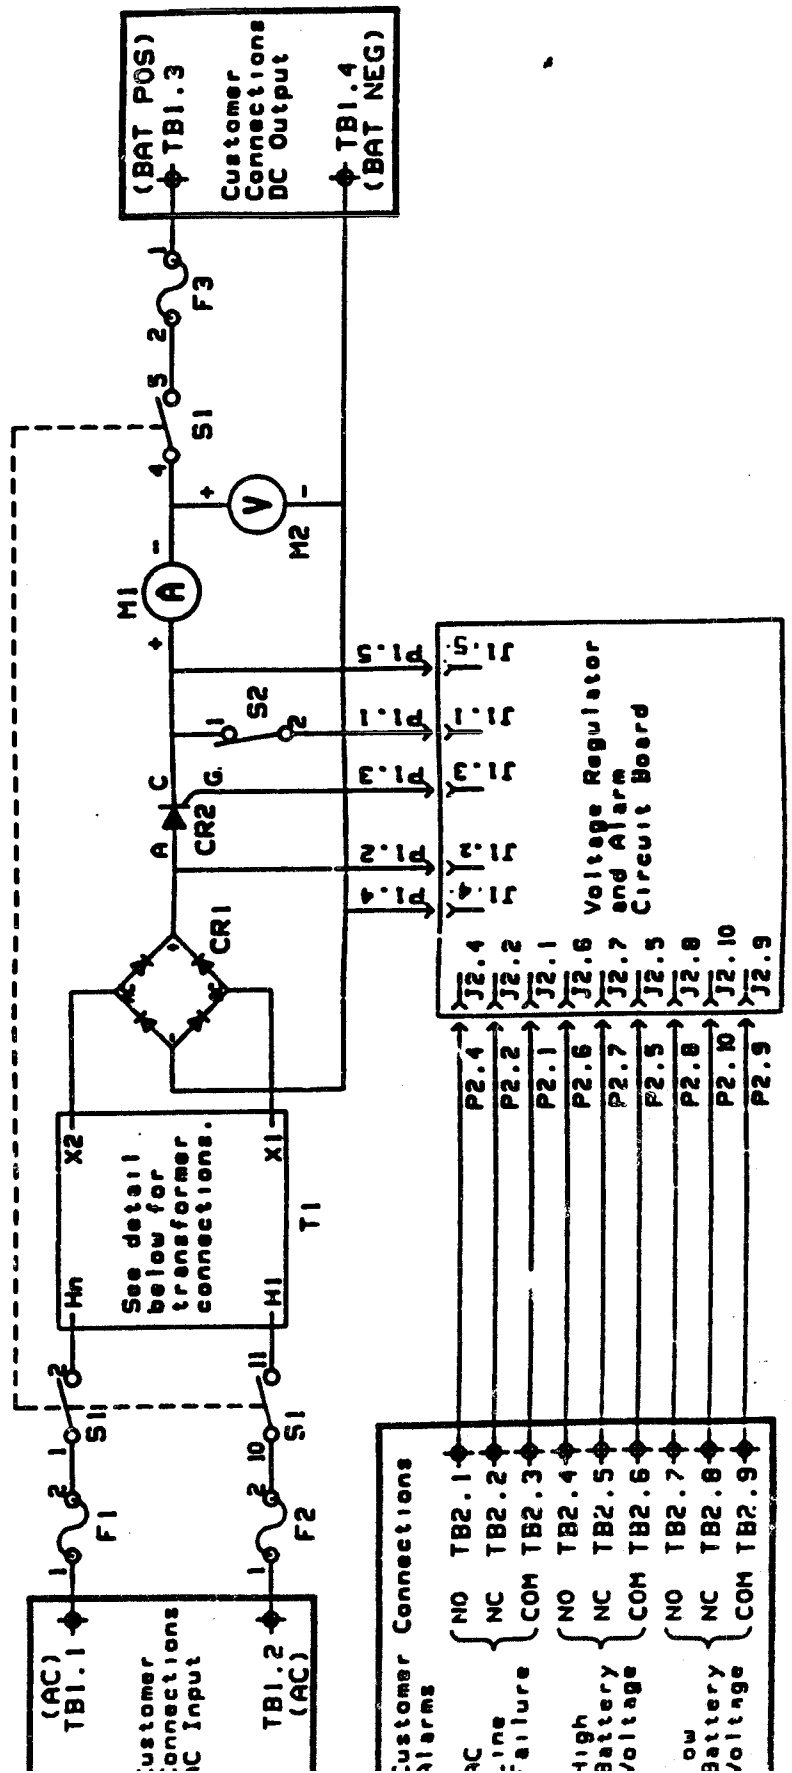 (AC)
TB1.1
ustomer
onnections
C Input
TB1.2
(AC)
1
2
F1
1
2
F2
1
2
S1
10
11
S1
Hn
X2
See detail
below for
transformer
connections.
H1
X1
T1
AC
AC
+
-
CR1
A
C
G
CR2
1
2
S2
+
-
M1
A
+
-
V
M2
4
5
S1
2
1
F3
(BAT POS)
TB1.3
Customer
Connections
DC Output
TB1.4
(BAT NEG)
P1.4
P1.2
P1.3
P1.1
P1.5
J1.4
J1.2
J1.3
J1.1
J1.5
Voltage Regulator
and Alarm
Circuit Board
ustomer Connections
Alarms
AC
ine
ailure
NO TB2.1 P2.4 J2.4
NC TB2.2 P2.2 J2.2
COM TB2.3 P2.1 J2.1
High
Battery
Voltage
NO TB2.4 P2.6 J2.6
NC TB2.5 P2.7 J2.7
COM TB2.6 P2.5 J2.5
ow
Battery
Voltage
NO TB2.7 P2.8 J2.8
NC TB2.8 P2.10 J2.10
COM TB2.9 P2.9 J2.9